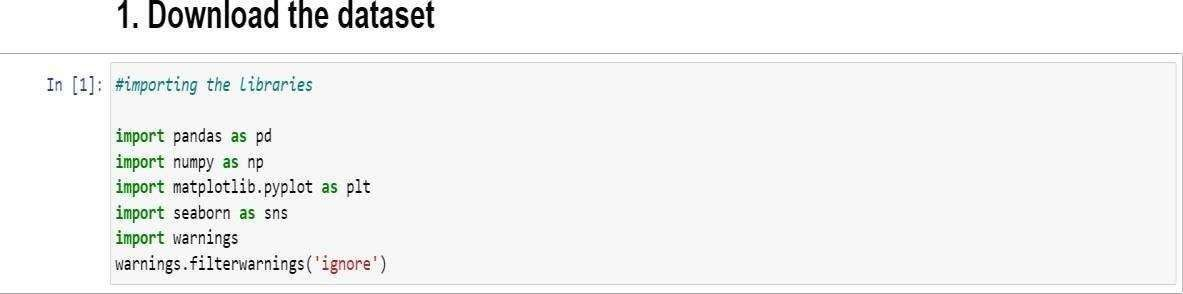 1. Download the dataset
In [1]: #importing the libraries
import pandas as pd
import numpy as np
import matplotlib.pyplot as plt
import seaborn as sns
import warnings
warnings.filterwarnings('ignore')